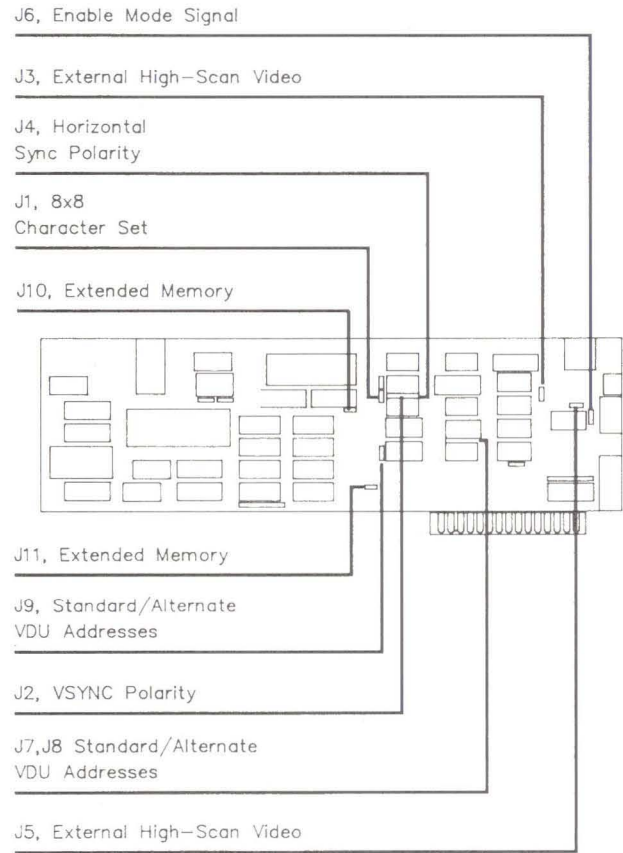 J6, Enable Mode Signal
J3, External High-Scan Video
J4, Horizontal
Sync Polarity
J1, 8x8
Character Set
J10, Extended Memory
J11, Extended Memory
J9, Standard/Alternate
VDU Addresses
J2, VSYNC Polarity
J7,J8 Standard/Alternate
VDU Addresses
J5, External High-Scan Video